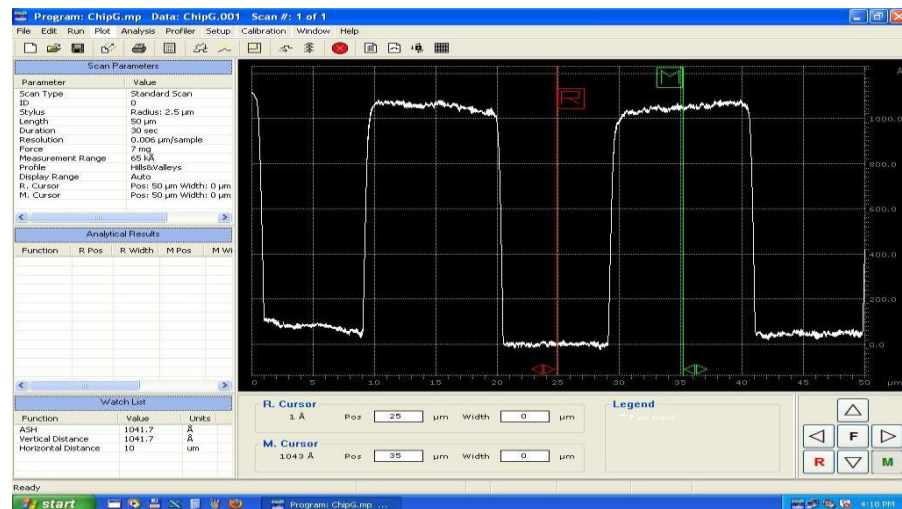 Program: ChipG.mp Data: ChipG.001 Scan #: 1 of 1
File Edit Run Plot Analysis Profiler Setup Calibration Window Help
Scan Parameters
Parameter Value
Scan Type Standard Scan
ID 0
Stylus Radius: 2.5 µm
Length 50 µm
Duration 30 sec
Resolution 0.006 µm/sample
Force 7 mg
Measurement Range 65 kÅ
Profile Hills&Valleys
Display Range Auto
R. Cursor Pos: 50 µm Width: 0 µm
M. Cursor Pos: 50 µm Width: 0 µm
Analytical Results
Function R Pos R Width M Pos M Wi
Watch List
Function Value Units
ASH 1041.7 Å
Vertical Distance 1041.7 Å
Horizontal Distance 10 um
R M
Å
1000.0
800.0
600.0
400.0
200.0
0.0
0 5 10 15 20 25 30 35 40 45 50 µm
R. Cursor
1 Å Pos 25 µm Width 0 µm
M. Cursor
1043 Å Pos 35 µm Width 0 µm
Legend
F
R M
Ready
start Program: ChipG.mp ... 4:18 PM